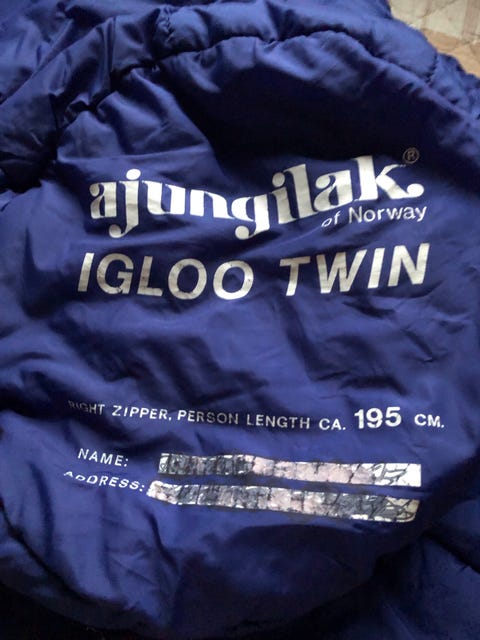 ajungilak®
of Norway
IGLOO TWIN
RIGHT ZIPPER, PERSON LENGTH CA. 195 CM.
NAME:
ADDRESS: